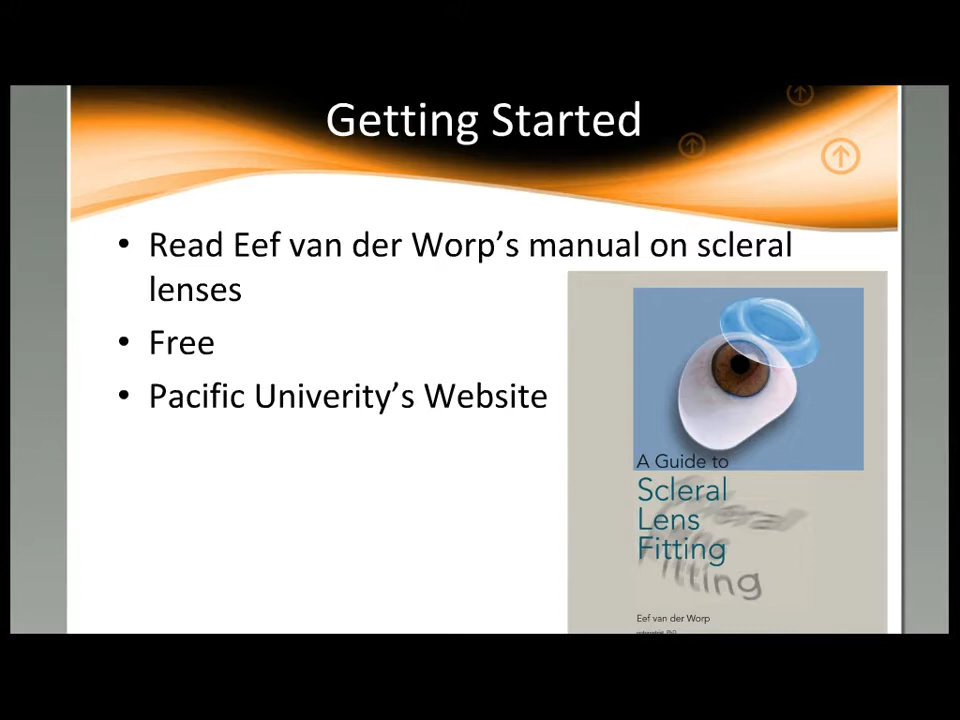 Getting Started
• Read Eef van der Worp's manual on scleral
lenses
• Free
• Pacific Univerity's Website
A Guide to
Scleral
Lens
Fitting
Eef van der Worp